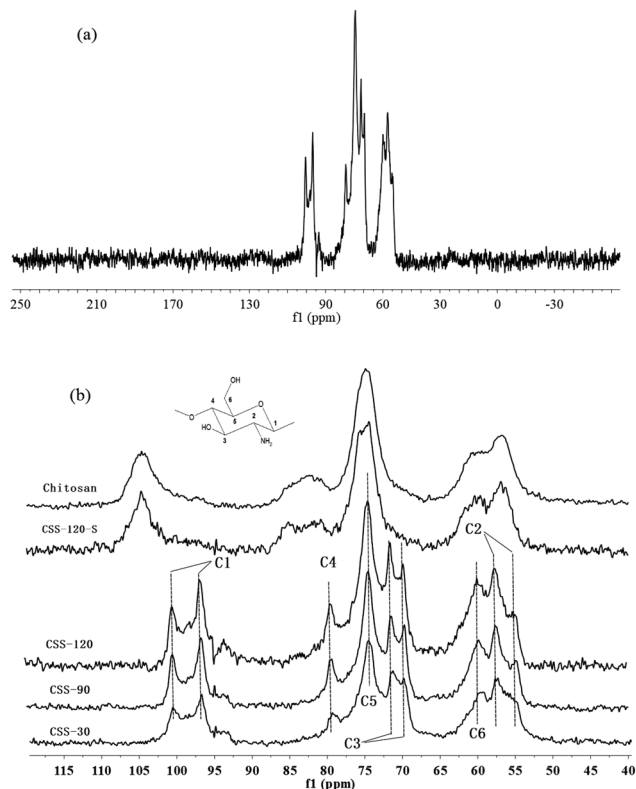 (a)
250 210 170 130 90 60 30 0 -30
f1 (ppm)
(b)
OH
6
4
O
5
O
2
1
HO
3
NH2
Chitosan
CSS-120-S
C1
C4
C2
CSS-120
CSS-90
C5
CSS-30
C3
C6
115 110 105 100 95 90 85 80 75 70 65 60 55 50 45 40
f1 (ppm)